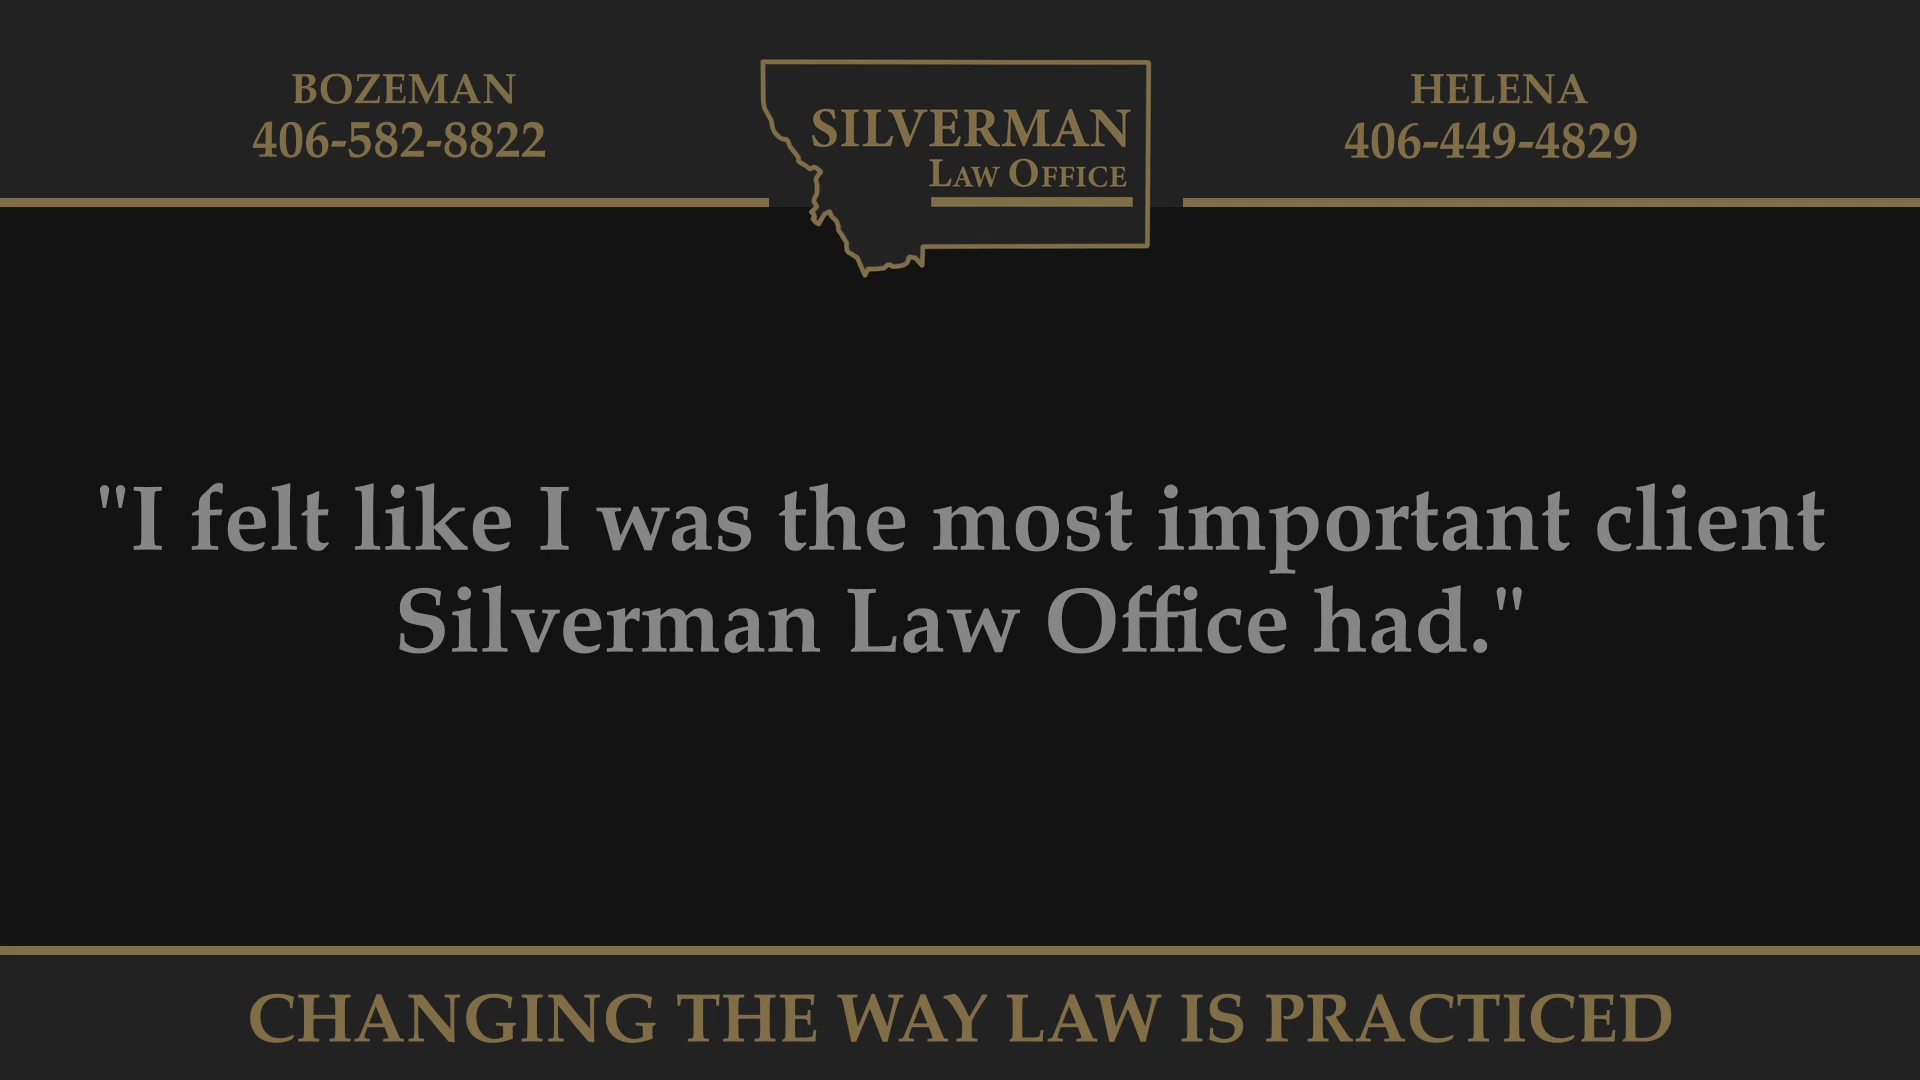 BOZEMAN
406-582-8822
SILVERMAN
LAW OFFICE
HELENA
406-449-4829
"I felt like I was the most important client
Silverman Law Office had."
CHANGING THE WAY LAW IS PRACTICED